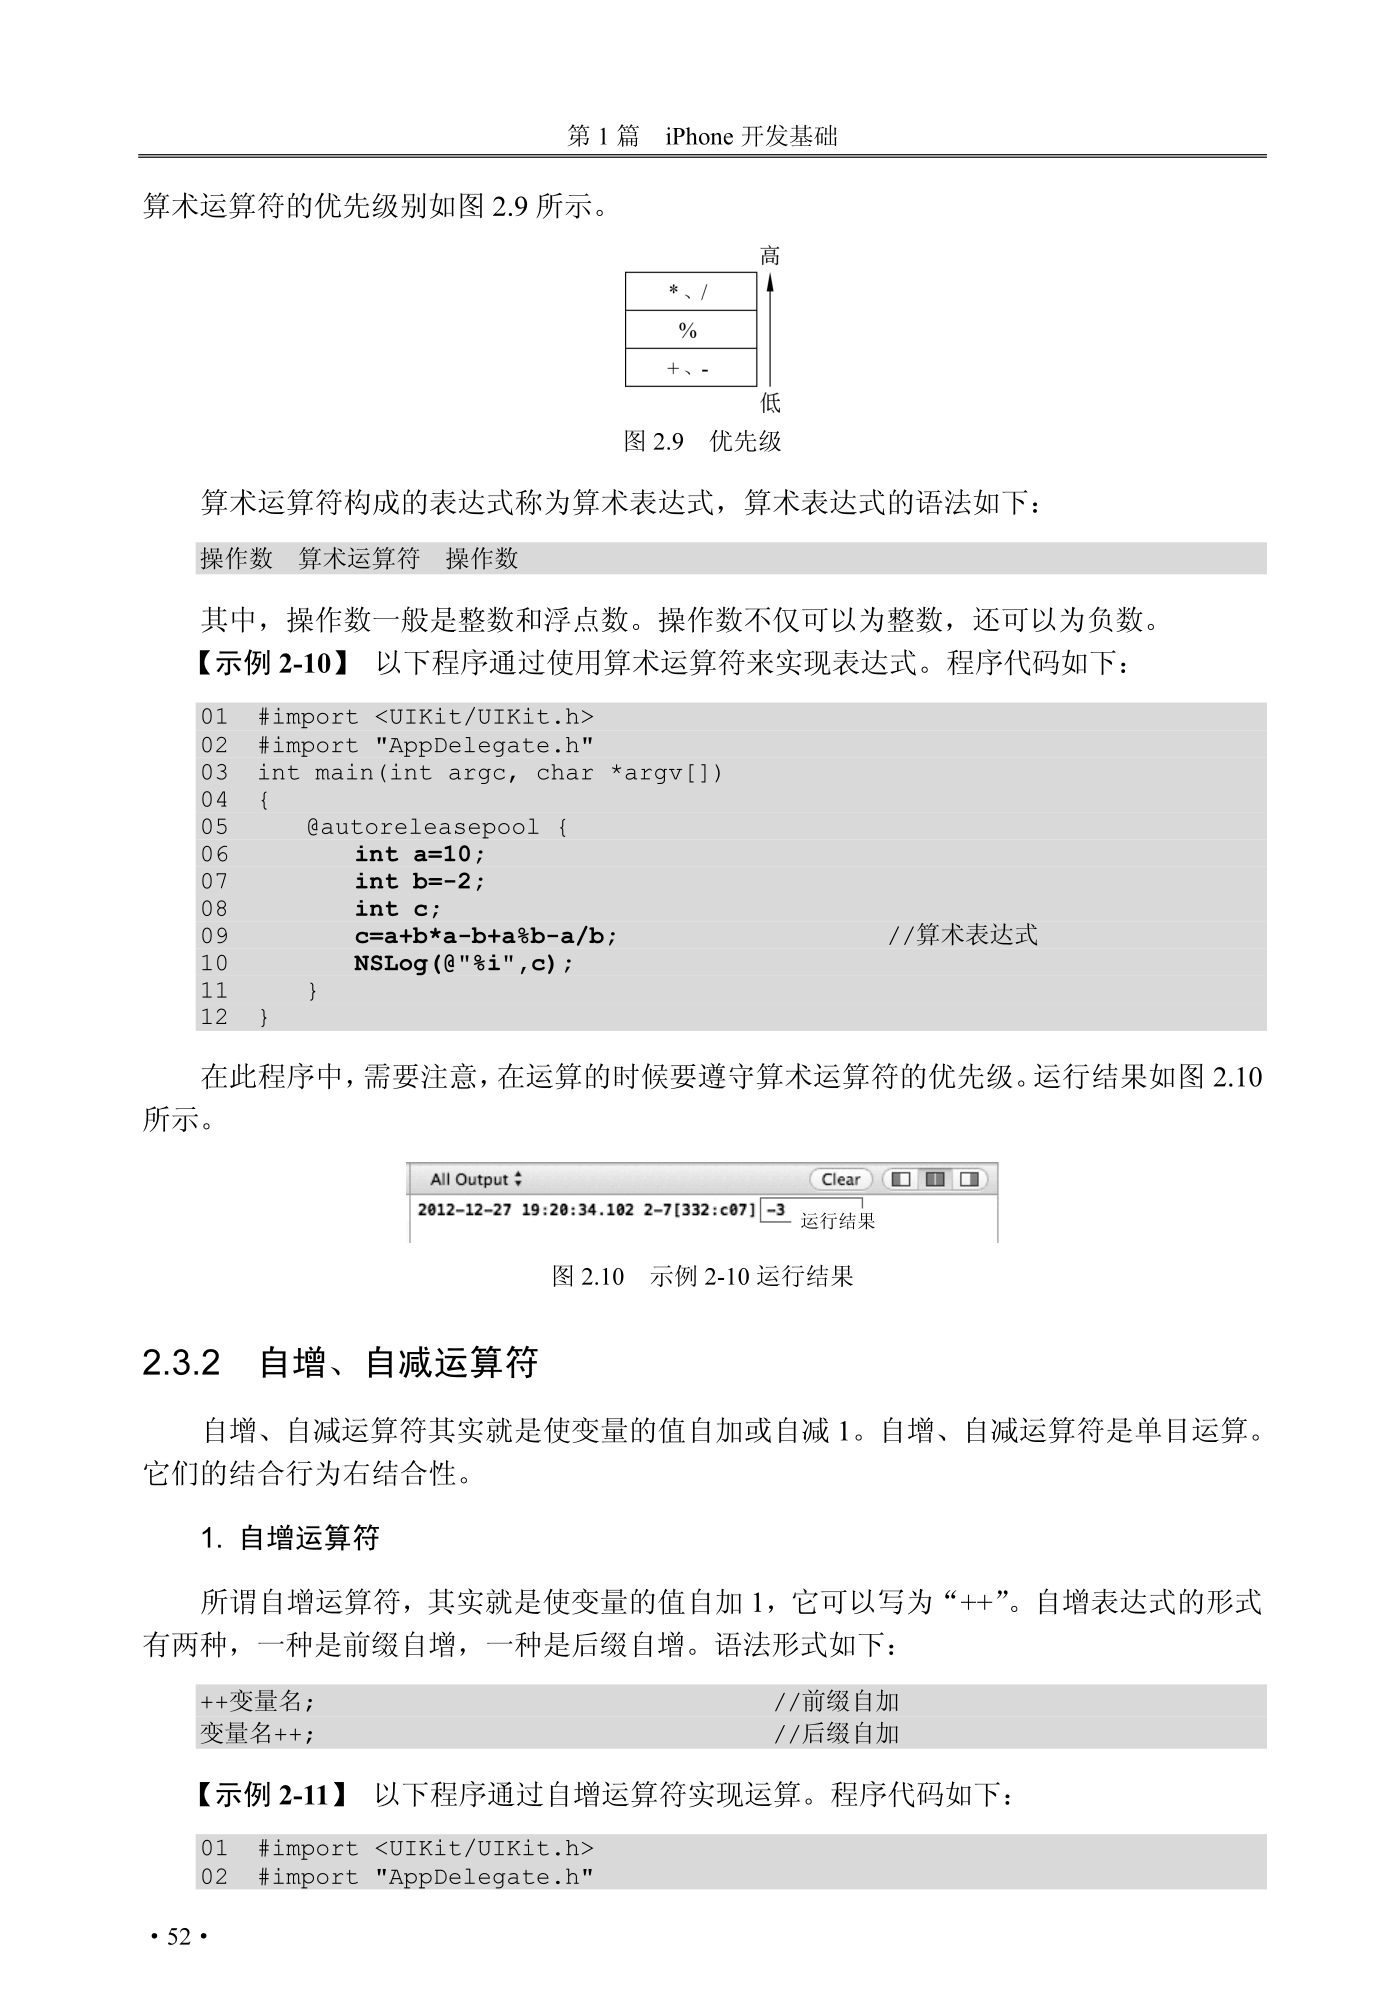 第 1 篇　iPhone 开发基础
算术运算符的优先级别如图 2.9 所示。
高
*、/
%
+、-
低
图 2.9　优先级
算术运算符构成的表达式称为算术表达式，算术表达式的语法如下：
操作数　算术运算符　操作数
其中，操作数一般是整数和浮点数。操作数不仅可以为整数，还可以为负数。
【示例 2-10】 以下程序通过使用算术运算符来实现表达式。程序代码如下：
01  #import <UIKit/UIKit.h>
02  #import "AppDelegate.h"
03  int main(int argc, char *argv[])
04  {
05      @autoreleasepool {
06          int a=10;
07          int b=-2;
08          int c;
09          c=a+b*a-b+a%b-a/b;                //算术表达式
10          NSLog(@"%i",c);
11      }
12  }
在此程序中，需要注意，在运算的时候要遵守算术运算符的优先级。运行结果如图 2.10
所示。
All Output  Clear
2012-12-27 19:20:34.102 2-7[332:c07] -3
运行结果
图 2.10　示例 2-10 运行结果
2.3.2　自增、自减运算符
自增、自减运算符其实就是使变量的值自加或自减 1。自增、自减运算符是单目运算。
它们的结合行为右结合性。
1. 自增运算符
所谓自增运算符，其实就是使变量的值自加 1，它可以写为“++”。自增表达式的形式
有两种，一种是前缀自增，一种是后缀自增。语法形式如下：
++变量名;                //前缀自加
变量名++;                //后缀自加
【示例 2-11】 以下程序通过自增运算符实现运算。程序代码如下：
01  #import <UIKit/UIKit.h>
02  #import "AppDelegate.h"
• 52 •